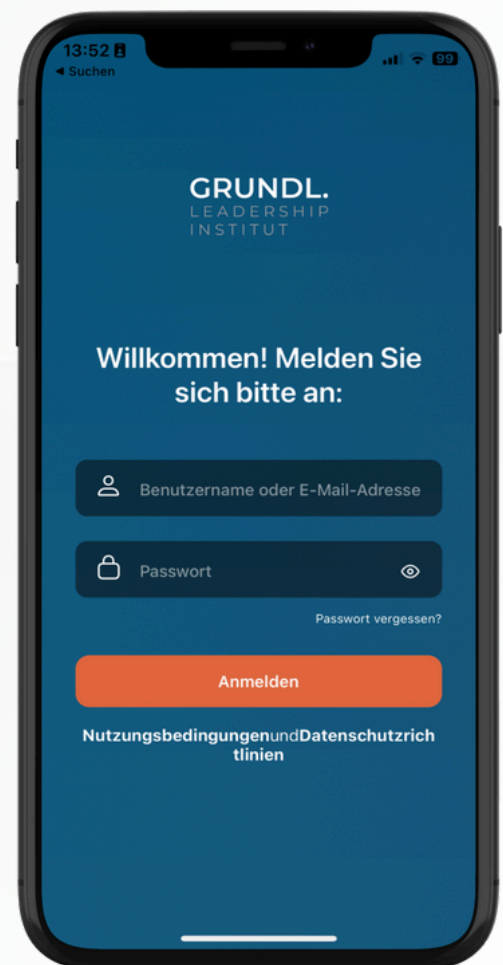 13:52
◄ Suchen
99
GRUNDL.
LEADERSHIP
INSTITUT
Willkommen! Melden Sie
sich bitte an:
Benutzername oder E-Mail-Adresse
Passwort
Passwort vergessen?
Anmelden
NutzungsbedingungenundDatenschutzrich
tlinien